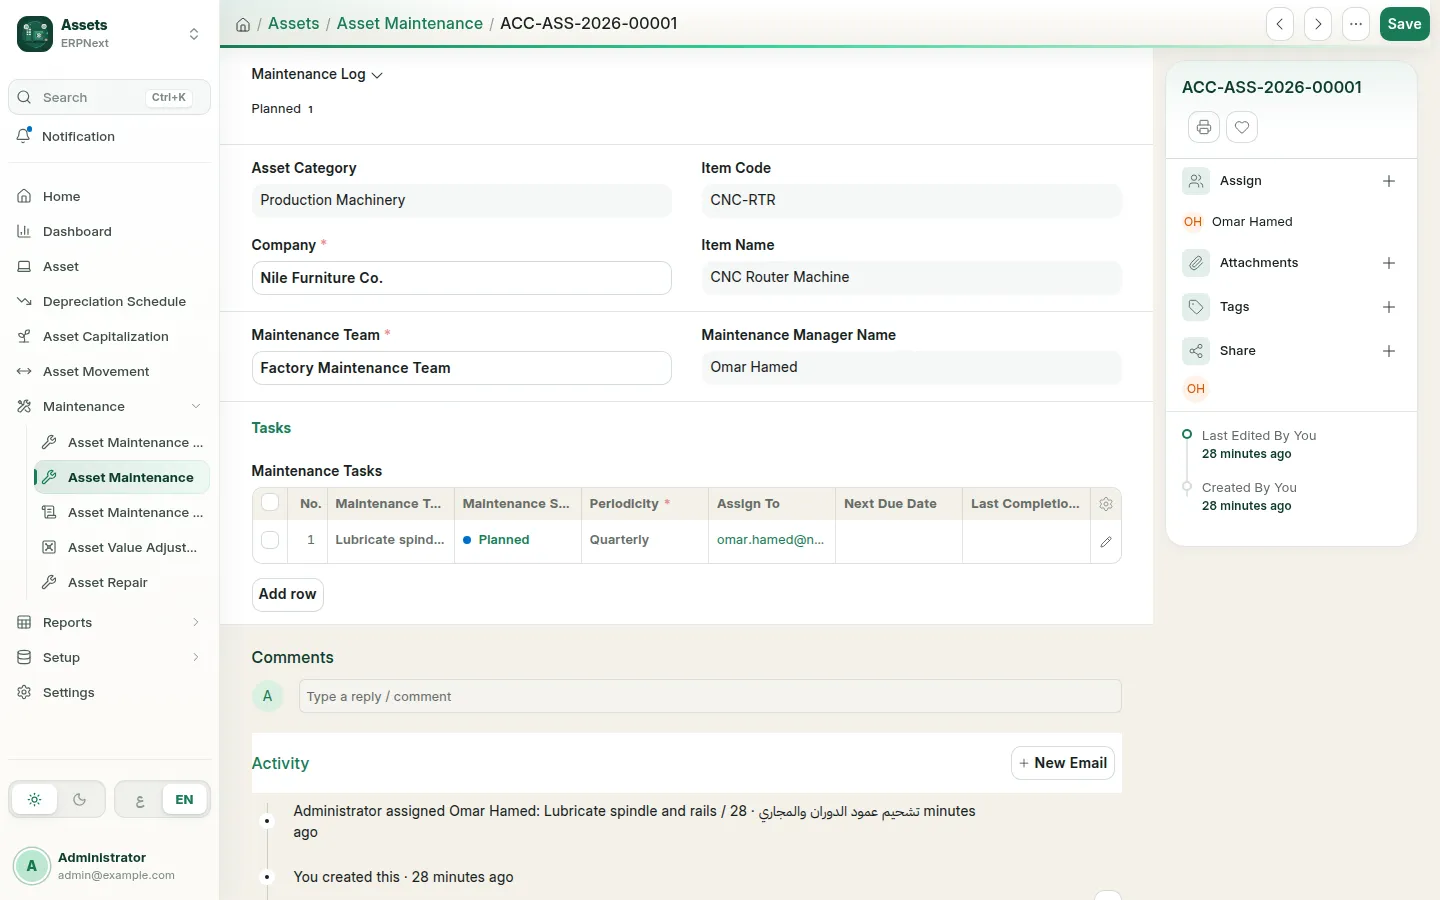 Assets
ERPNext
Search
Ctrl+K
Notification
Home
Dashboard
Asset
Depreciation Schedule
Asset Capitalization
Asset Movement
Maintenance
Asset Maintenance ...
Asset Maintenance
Asset Maintenance ...
Asset Value Adjust...
Asset Repair
Reports
Setup
Settings
ع
EN
A
Administrator
admin@example.com
/ Assets / Asset Maintenance / ACC-ASS-2026-00001
Save
Maintenance Log
Planned 1
Asset Category
Production Machinery
Item Code
CNC-RTR
Company *
Nile Furniture Co.
Item Name
CNC Router Machine
Maintenance Team *
Factory Maintenance Team
Maintenance Manager Name
Omar Hamed
Tasks
Maintenance Tasks
No. Maintenance T... Maintenance S... Periodicity * Assign To Next Due Date Last Completio...
1 Lubricate spind... Planned Quarterly omar.hamed@n...
Add row
Comments
A
Type a reply / comment
Activity
+ New Email
Administrator assigned Omar Hamed: Lubricate spindle and rails / تشحيم عمود الدوران والمجاري · 28 minutes
ago
You created this · 28 minutes ago
ACC-ASS-2026-00001
Assign
OH Omar Hamed
Attachments
Tags
Share
OH
Last Edited By You
28 minutes ago
Created By You
28 minutes ago